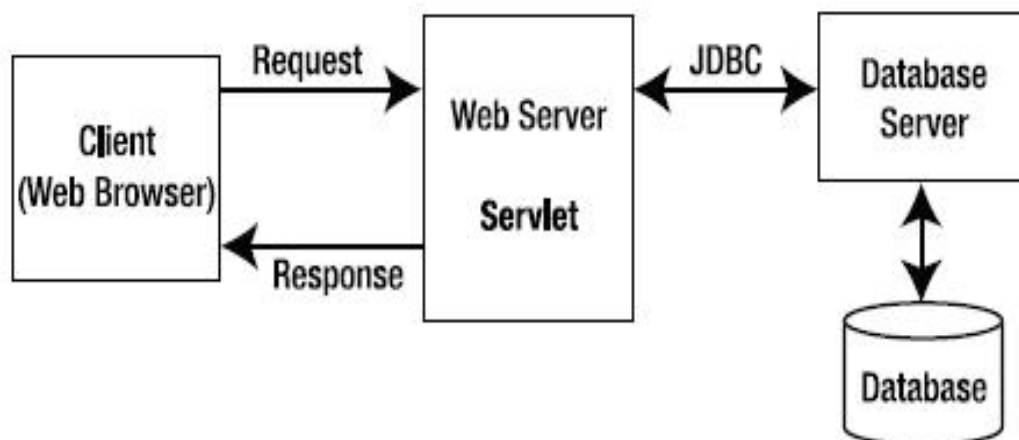 Client
(Web Browser)
Request
Response
Web Server
Servlet
JDBC
Database
Server
Database